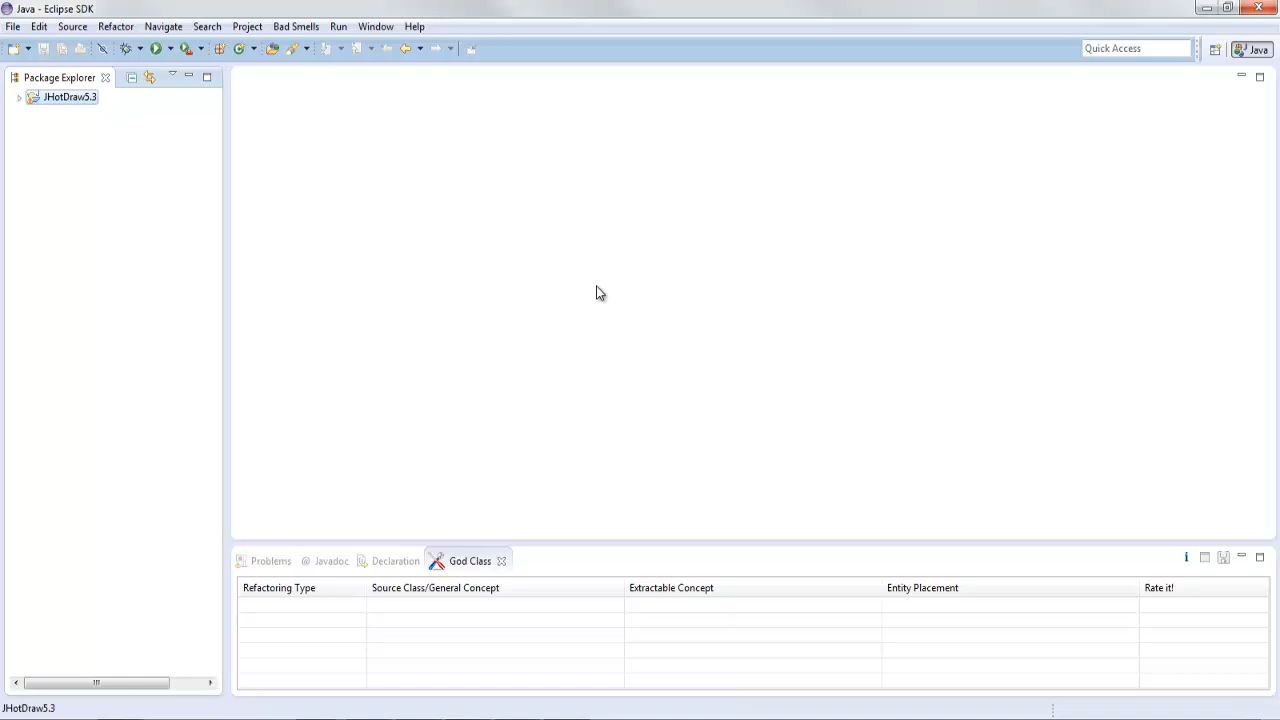 Java - Eclipse SDK
File Edit Source Refactor Navigate Search Project Bad Smells Run Window Help
Quick Access Java
Package Explorer
JHotDraw5.3
Problems @ Javadoc Declaration God Class
Refactoring Type Source Class/General Concept Extractable Concept Entity Placement Rate it!
JHotDraw5.3